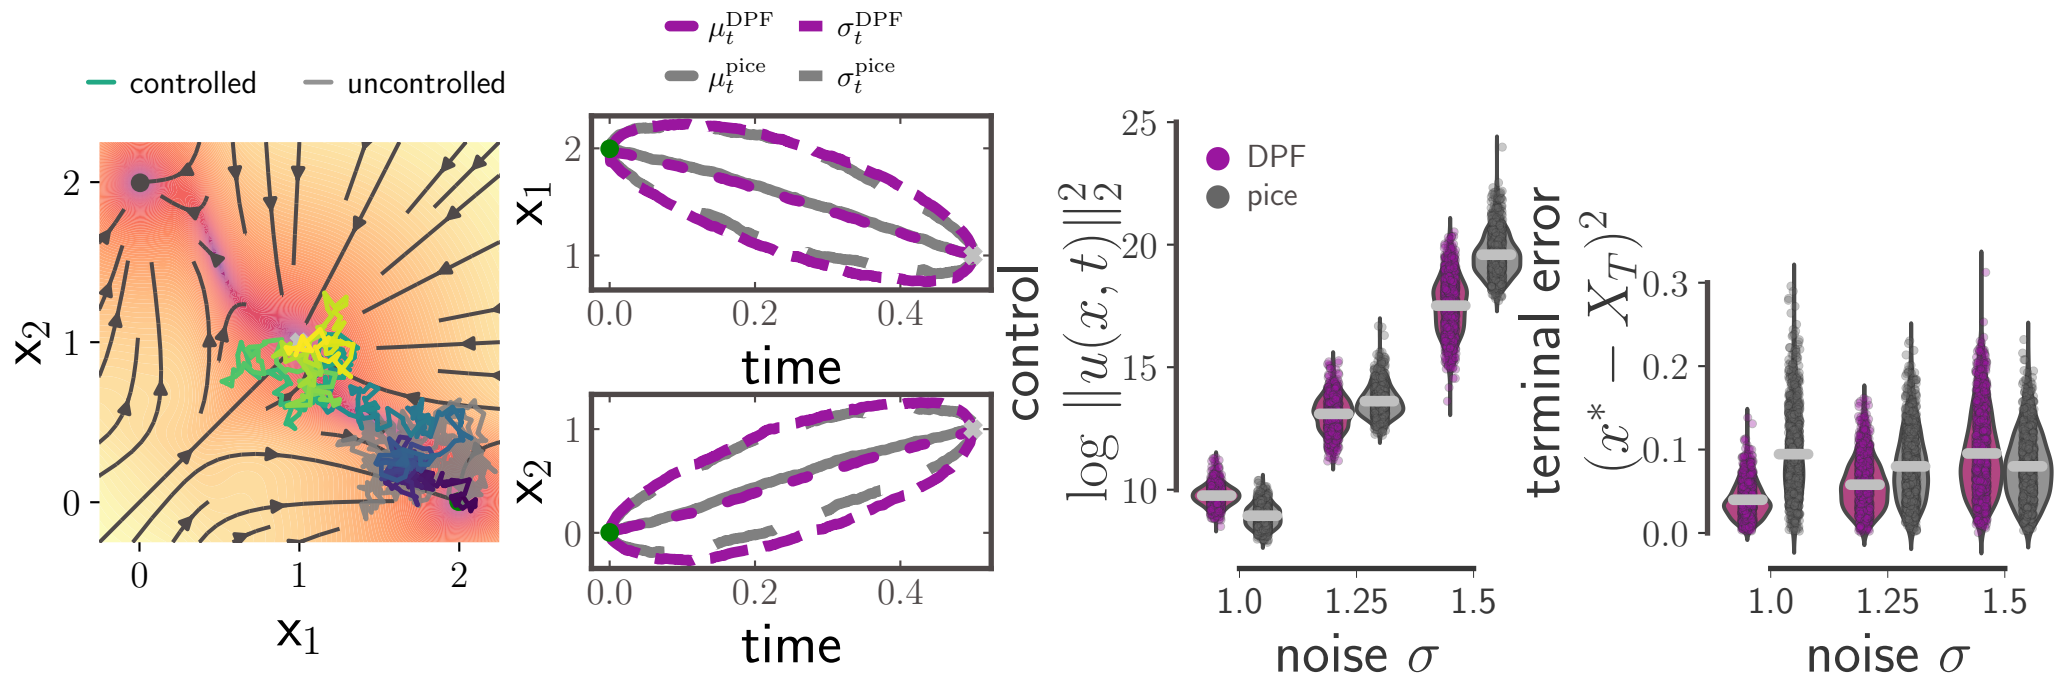 controlled
uncontrolled
2
1
0
x₂
0
1
2
x₁
μₜᴰᴾᶠ
σₜᴰᴾᶠ
μₜᵖⁱᶜᵉ
σₜᵖⁱᶜᵉ
2
1
x₁
0.0
0.2
0.4
time
1
0
x₂
0.0
0.2
0.4
time
control
log ||u(x, t)||₂²
25
20
15
10
DPF
pice
1.0
1.25
1.5
noise σ
terminal error
(x* − X_T)²
0.3
0.2
0.1
0.0
1.0
1.25
1.5
noise σ